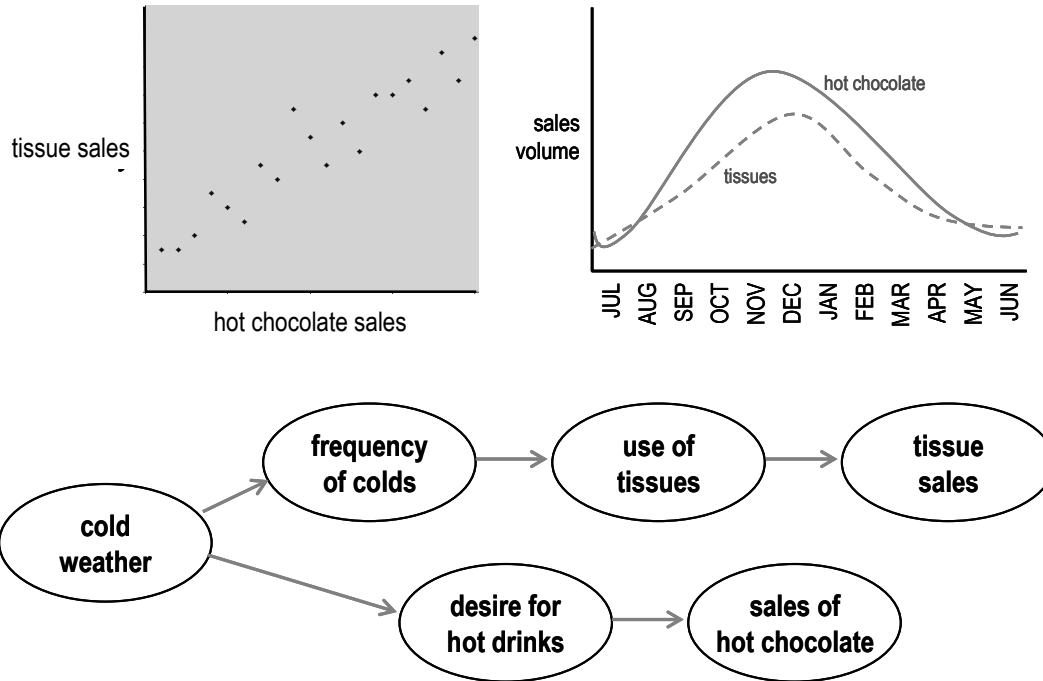 tissue sales
hot chocolate sales
sales
volume
hot chocolate
tissues
JUL
AUG
SEP
OCT
NOV
DEC
JAN
FEB
MAR
APR
MAY
JUN
frequency
of colds
use of
tissues
tissue
sales
cold
weather
desire for
hot drinks
sales of
hot chocolate